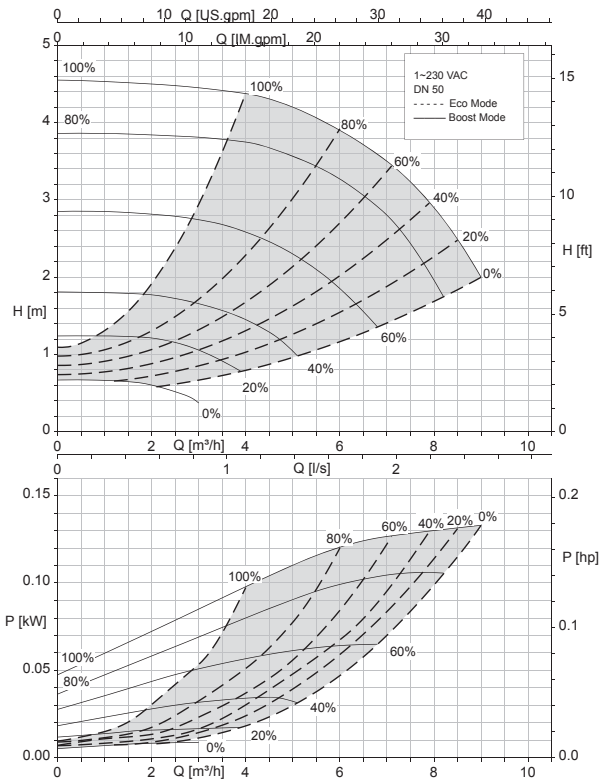 0 10 20 30 40
Q [US.gpm]
0 10 20 30
Q [IM.gpm]
5
4
3
2
H [m]
1
0
15
10
H [ft]
5
0
1~230 VAC
DN 50
Eco Mode
Boost Mode
100%
100%
80%
80%
60%
40%
20%
0%
60%
40%
20%
0%
0 2 4 6 8 10
Q [m³/h]
0 1 2
Q [l/s]
0.15
0.10
P [kW]
0.05
0.00
0.2
P [hp]
0.1
0.0
0%
20%
40%
60%
80%
100%
100%
80%
60%
40%
20%
0%
0 2 4 6 8 10
Q [m³/h]